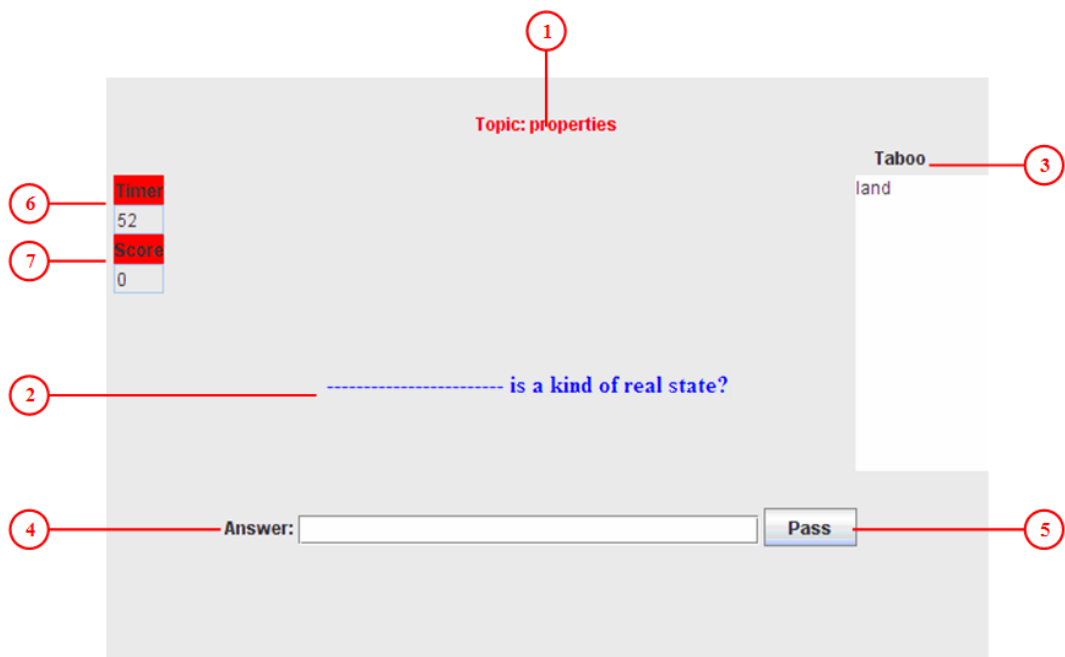 1
Topic: properties
Taboo
3
land
6
Timer
52
7
Score
0
2
------------------------ is a kind of real state?
4
Answer:
Pass
5